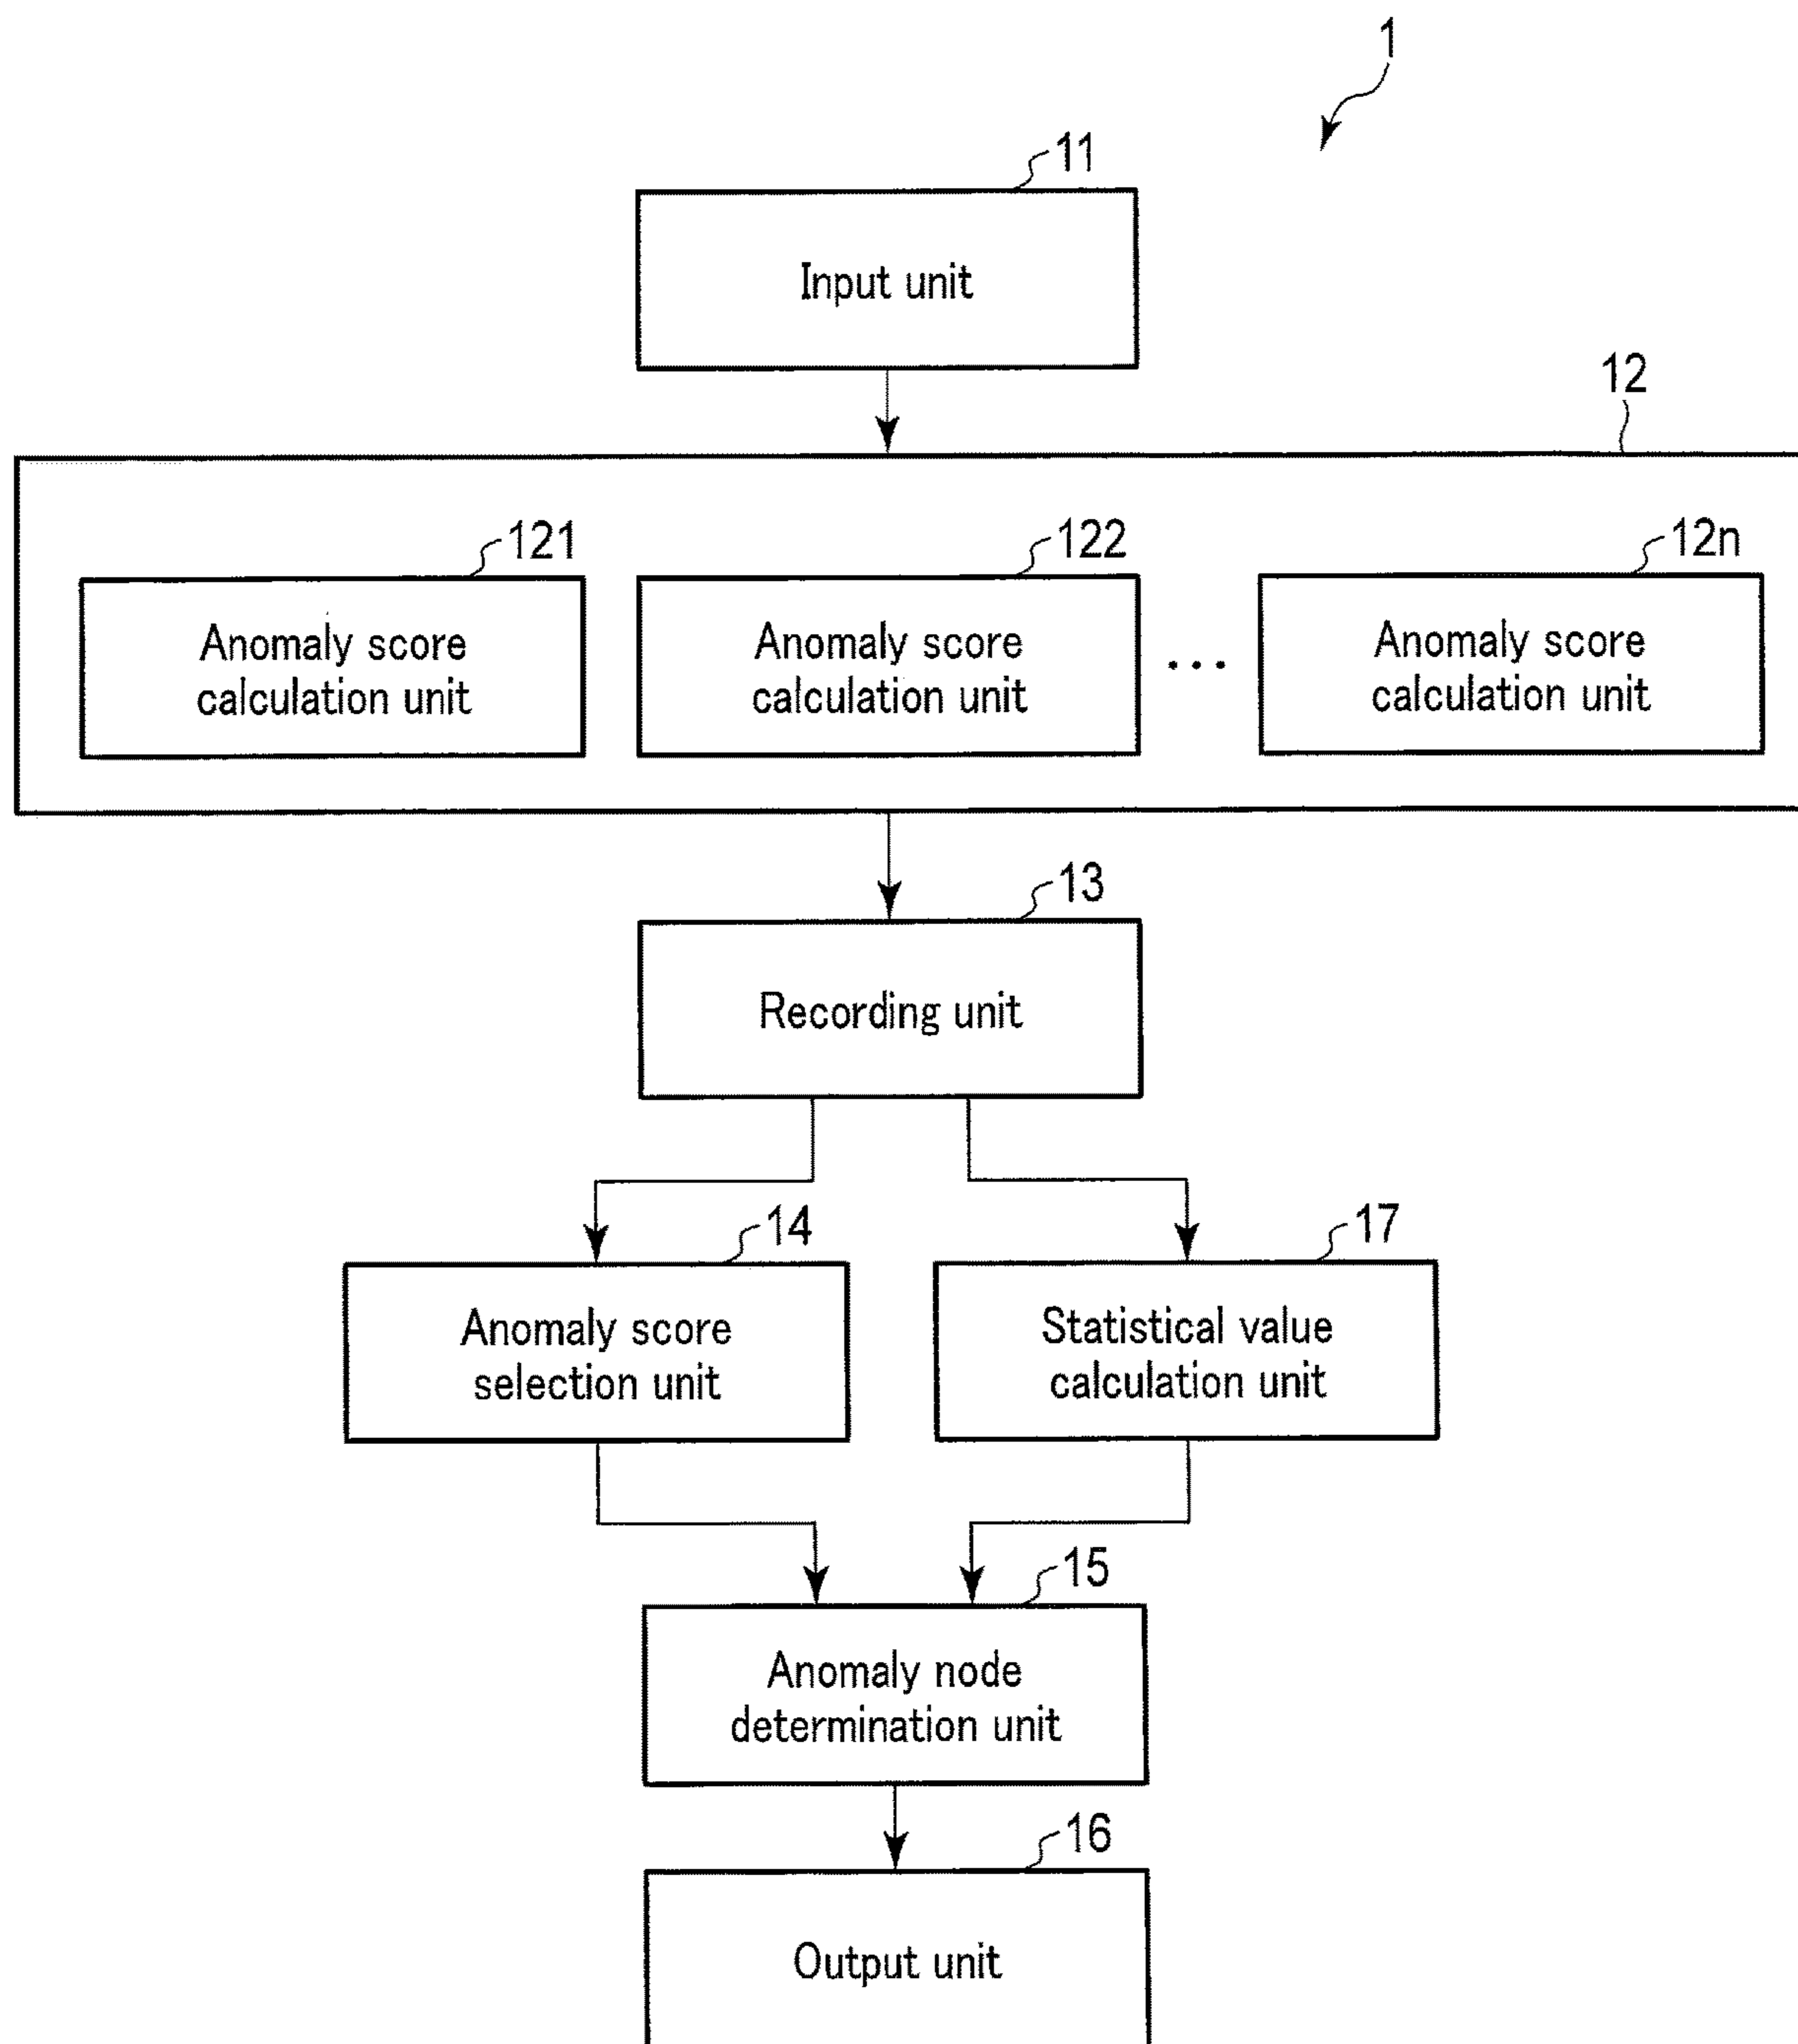 1
11
Input unit
12
121
122
12n
Anomaly score
calculation unit
Anomaly score
calculation unit
...
Anomaly score
calculation unit
13
Recording unit
14
17
Anomaly score
selection unit
Statistical value
calculation unit
15
Anomaly node
determination unit
16
Output unit